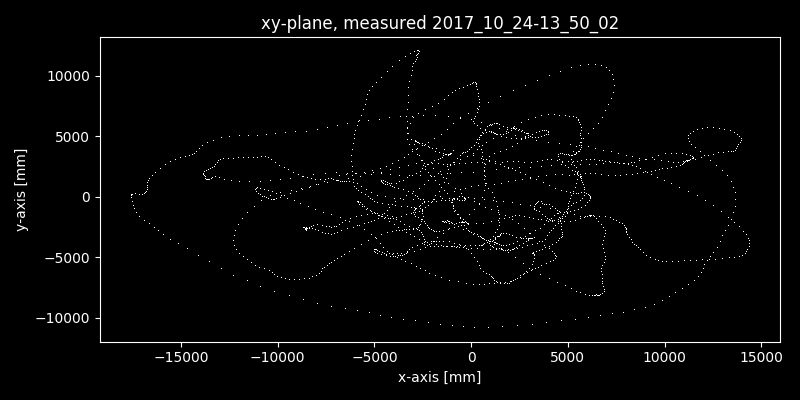 xy-plane, measured 2017_10_24-13_50_02
10000
5000
0
−5000
−10000
y-axis [mm]
−15000 −10000 −5000 0 5000 10000 15000
x-axis [mm]